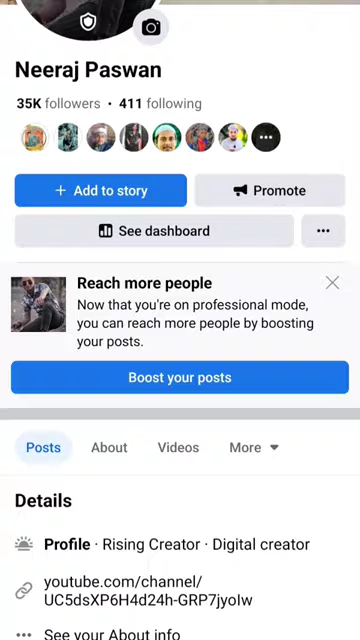 Neeraj Paswan
35K followers • 411 following
+ Add to story
Promote
See dashboard
Reach more people
Now that you're on professional mode,
you can reach more people by boosting
your posts.
Boost your posts
Posts
About
Videos
More
Details
Profile · Rising Creator · Digital creator
youtube.com/channel/
UC5dsXP6H4d24h-GRP7jyoIw
See your About info